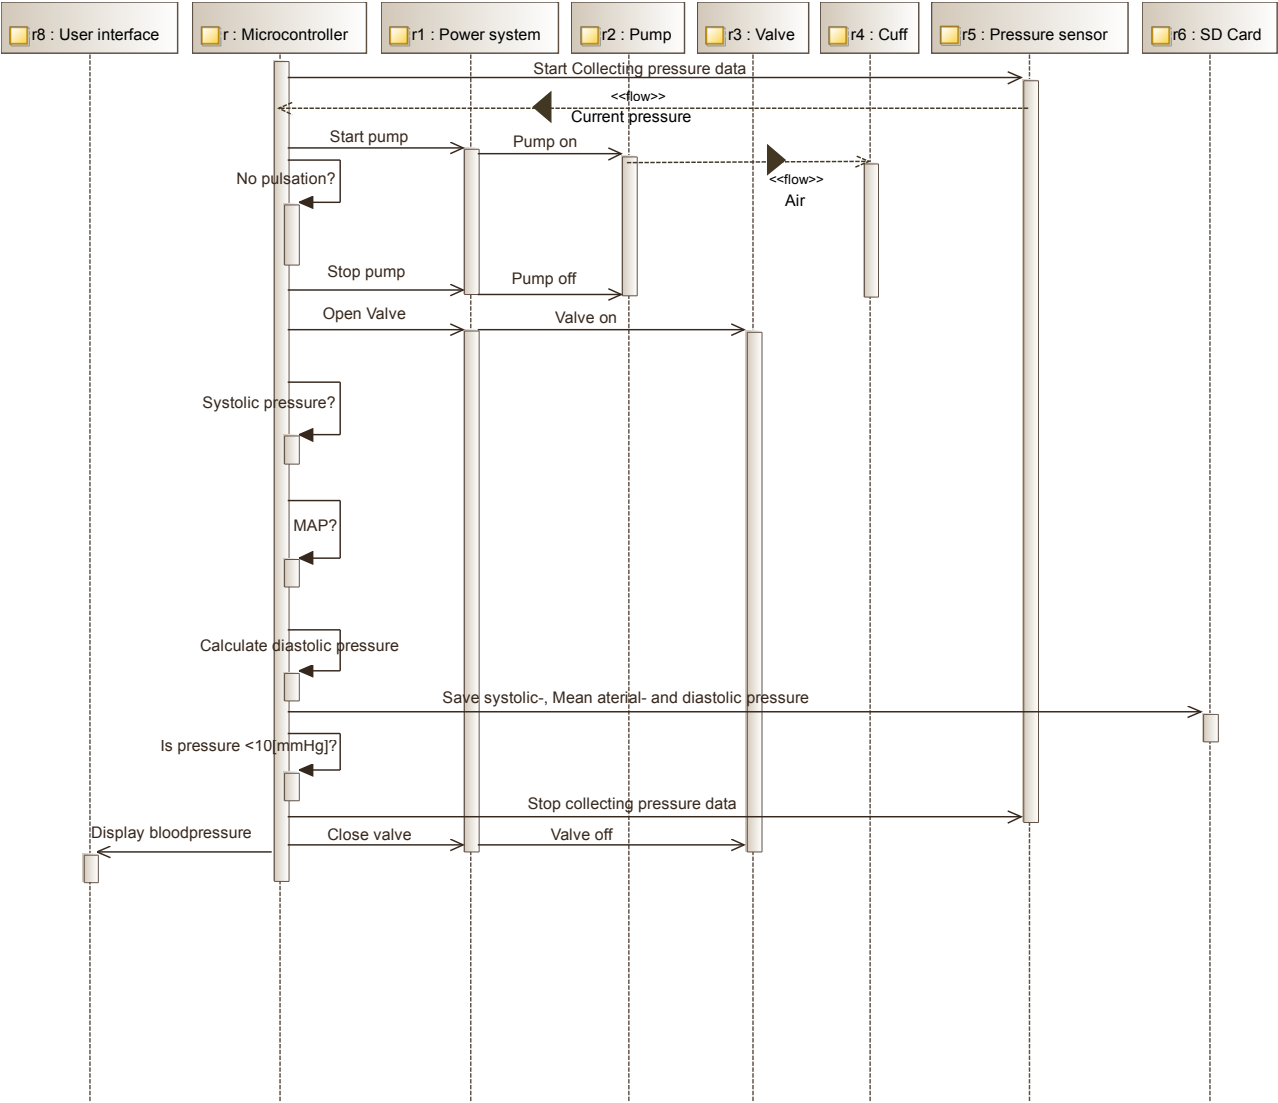 r8 : User interface
r : Microcontroller
r1 : Power system
r2 : Pump
r3 : Valve
r4 : Cuff
r5 : Pressure sensor
r6 : SD Card
Start Collecting pressure data
<<flow>>
Current pressure
Start pump
Pump on
No pulsation?
<<flow>>
Air
Stop pump
Pump off
Open Valve
Valve on
Systolic pressure?
MAP?
Calculate diastolic pressure
Save systolic-, Mean aterial- and diastolic pressure
Is pressure <10[mmHg]?
Stop collecting pressure data
Display bloodpressure
Close valve
Valve off